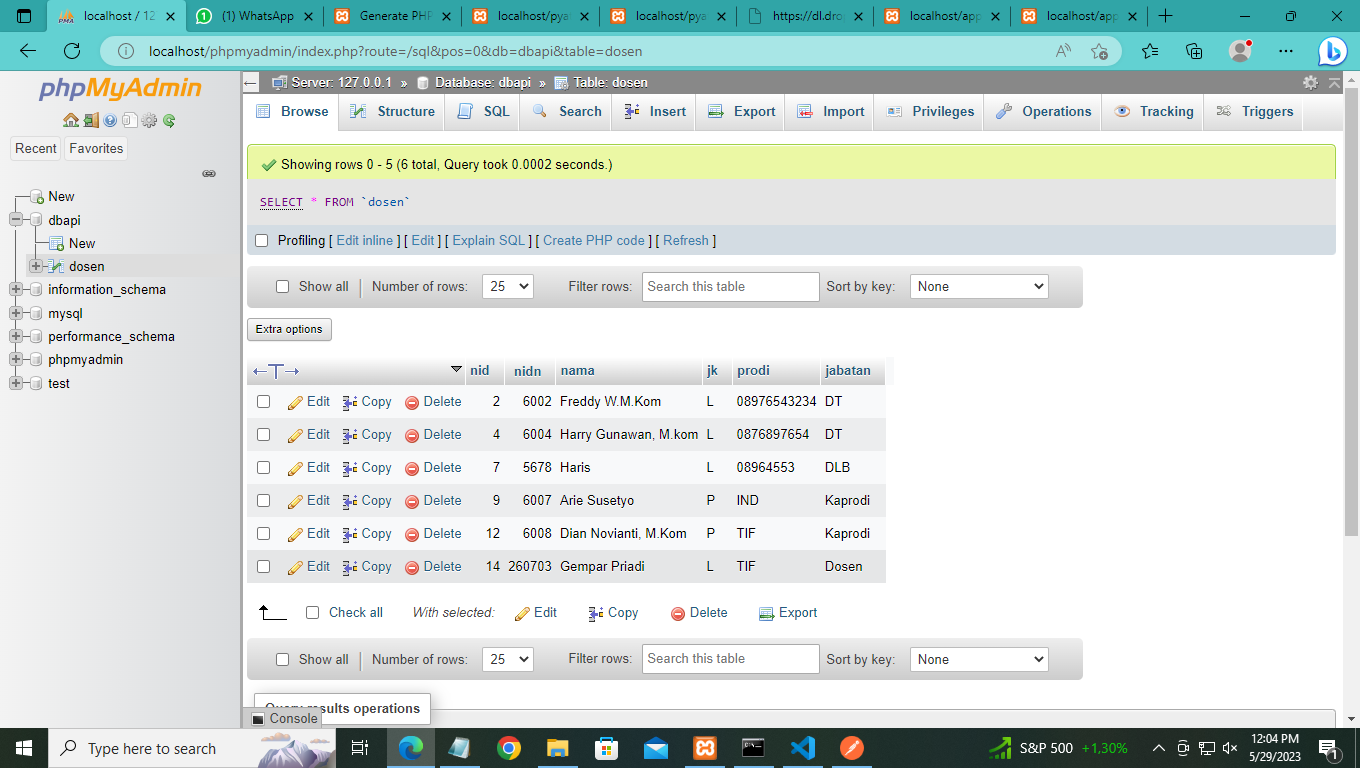 localhost / 12
(1) WhatsApp
Generate PHP
localhost/pya
localhost/pya
https://dl.drop
localhost/app
localhost/app
localhost/phpmyadmin/index.php?route=/sql&pos=0&db=dbapi&table=dosen
phpMyAdmin
Recent Favorites
New
dbapi
New
dosen
information_schema
mysql
performance_schema
phpmyadmin
test
Server: 127.0.0.1 » Database: dbapi » Table: dosen
Browse Structure SQL Search Insert Export Import Privileges Operations Tracking Triggers
Showing rows 0 - 5 (6 total, Query took 0.0002 seconds.)
SELECT * FROM `dosen`
Profiling [ Edit inline ] [ Edit ] [ Explain SQL ] [ Create PHP code ] [ Refresh ]
Show all | Number of rows: 25 Filter rows: Search this table Sort by key: None
Extra options
←T→ nid nidn nama jk prodi jabatan
Edit Copy Delete 2 6002 Freddy W.M.Kom L 08976543234 DT
Edit Copy Delete 4 6004 Harry Gunawan, M.kom L 0876897654 DT
Edit Copy Delete 7 5678 Haris L 08964553 DLB
Edit Copy Delete 9 6007 Arie Susetyo P IND Kaprodi
Edit Copy Delete 12 6008 Dian Novianti, M.Kom P TIF Kaprodi
Edit Copy Delete 14 260703 Gempar Priadi L TIF Dosen
Check all With selected: Edit Copy Delete Export
Show all | Number of rows: 25 Filter rows: Search this table Sort by key: None
Query results operations
Console
Type here to search
S&P 500 +1,30%
12:04 PM
5/29/2023
1